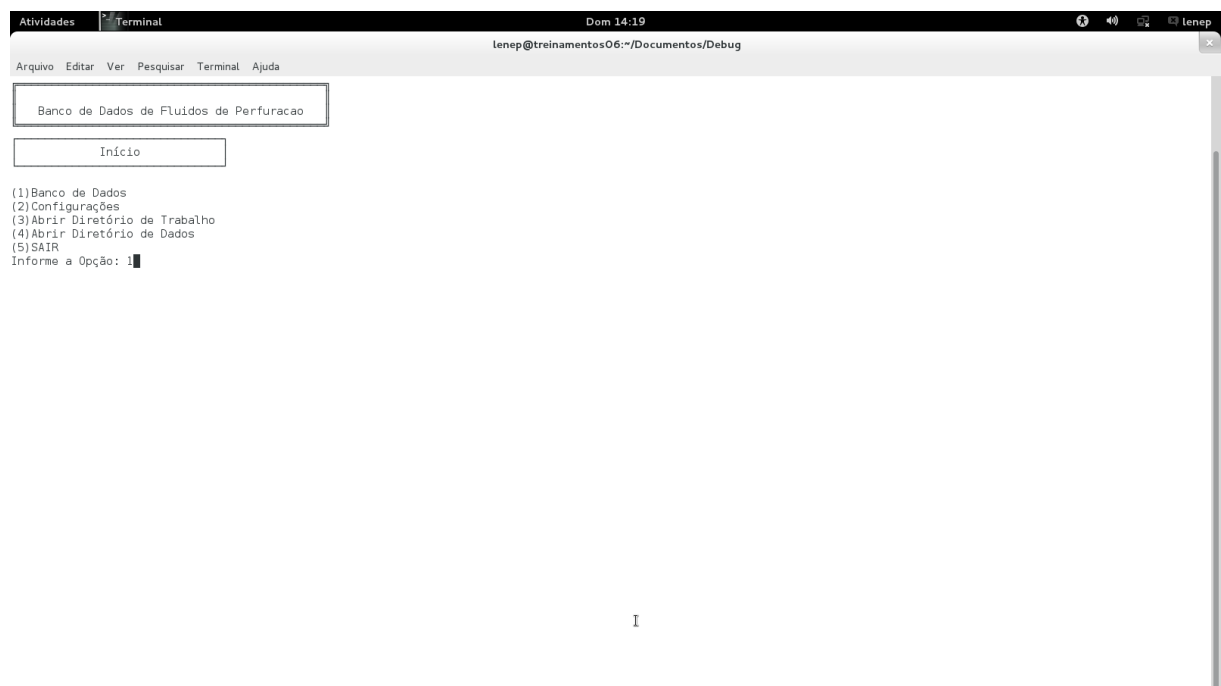 Atividades Terminal Dom 14:19 lenep
lenep@treinamentos06:~/Documentos/Debug
Arquivo Editar Ver Pesquisar Terminal Ajuda
Banco de Dados de Fluidos de Perfuracao
Início
(1)Banco de Dados
(2)Configurações
(3)Abrir Diretório de Trabalho
(4)Abrir Diretório de Dados
(5)SAIR
Informe a Opção: 1